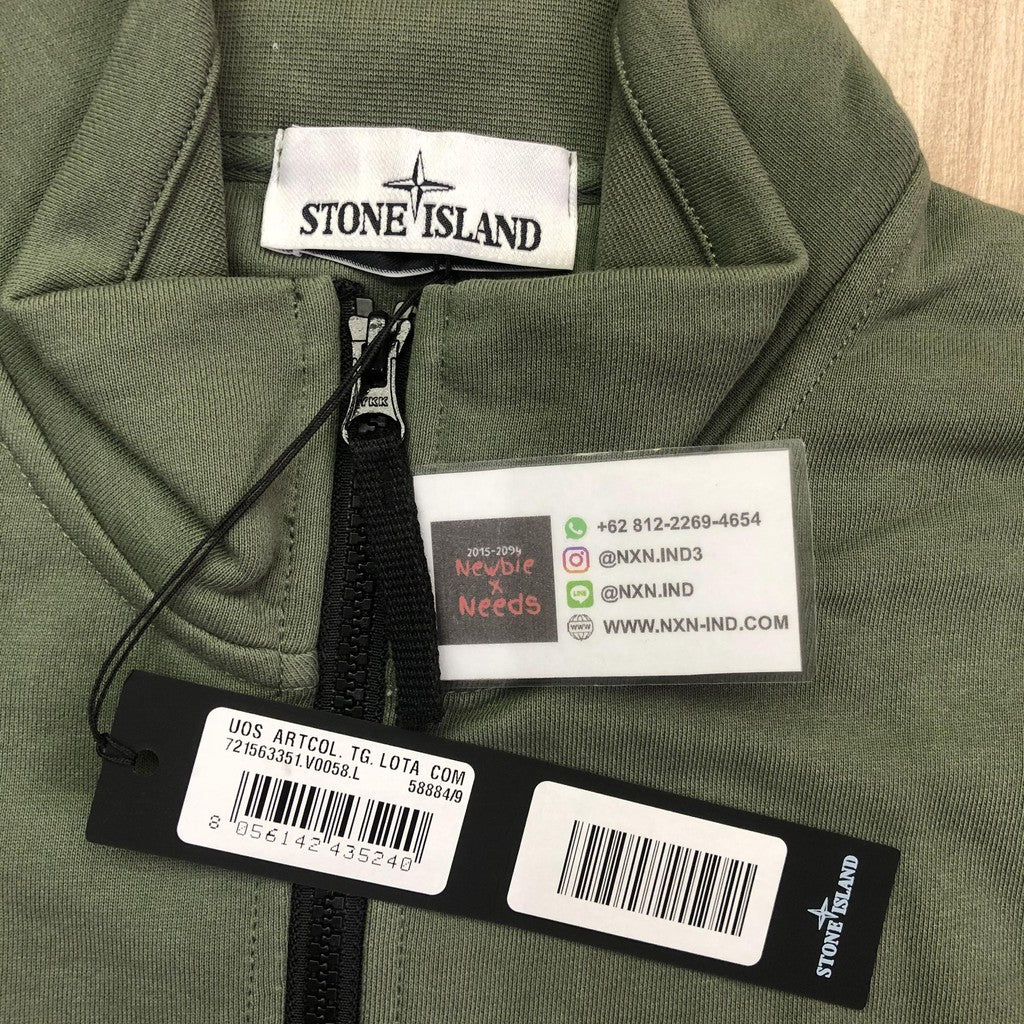 STONE ISLAND
YKK
2015-2094
Newbie
x
Needs
+62 812-2269-4654
@NXN.IND3
@NXN.IND
WWW.NXN-IND.COM
UOS ARTCOL. TG. LOTA COM
721563351.V0058.L
58884/9
8 056142 435240
STONE ISLAND